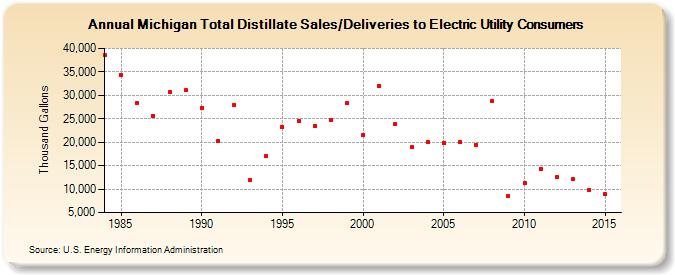 Annual Michigan Total Distillate Sales/Deliveries to Electric Utility Consumers
Thousand Gallons
40,000
35,000
30,000
25,000
20,000
15,000
10,000
5,000
1985 1990 1995 2000 2005 2010 2015
Source: U.S. Energy Information Administration